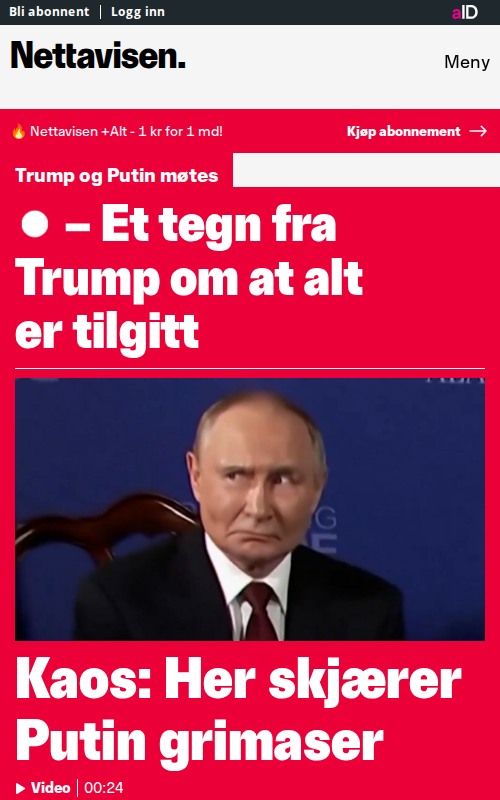 Bli abonnent | Logg inn aID
Nettavisen.
Meny
🔥 Nettavisen +Alt - 1 kr for 1 md! Kjøp abonnement →
Trump og Putin møtes
– Et tegn fra
Trump om at alt
er tilgitt
Kaos: Her skjærer
Putin grimaser
Video | 00:24